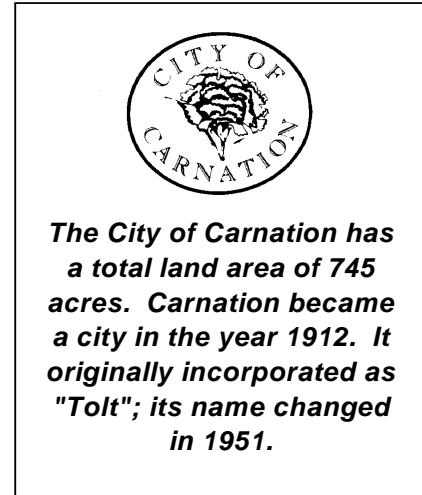 CITY OF
CARNATION
The City of Carnation has
a total land area of 745
acres.  Carnation became
a city in the year 1912.  It
originally incorporated as
"Tolt"; its name changed
in 1951.